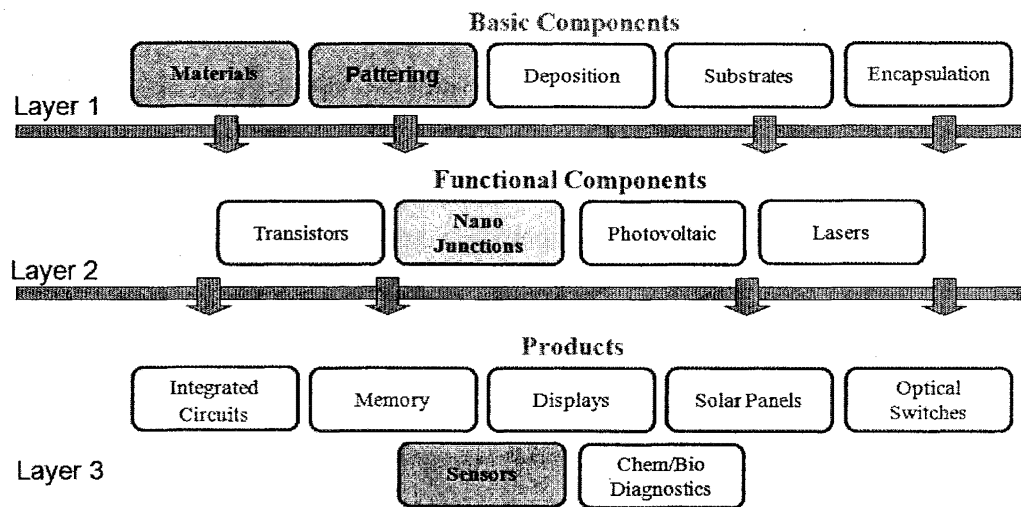 Basic Components
Materials
Pattering
Deposition
Substrates
Encapsulation
Layer 1
Functional Components
Transistors
Nano
Junctions
Photovoltaic
Lasers
Layer 2
Products
Integrated
Circuits
Memory
Displays
Solar Panels
Optical
Switches
Layer 3
Sensors
Chem/Bio
Diagnostics